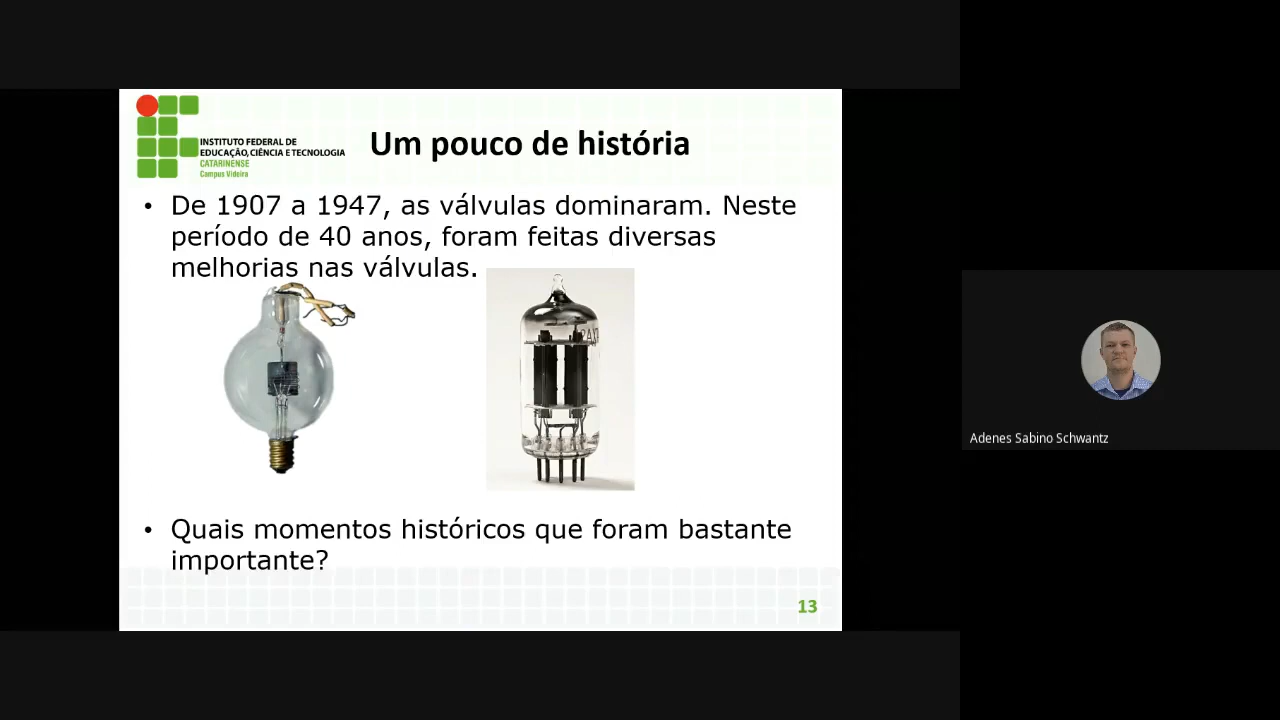 INSTITUTO FEDERAL DE
EDUCAÇÃO, CIÊNCIA E TECNOLOGIA
CATARINENSE
Campus Videira
Um pouco de história
• De 1907 a 1947, as válvulas dominaram. Neste
período de 40 anos, foram feitas diversas
melhorias nas válvulas.
• Quais momentos históricos que foram bastante
importante?
13
Adenes Sabino Schwantz